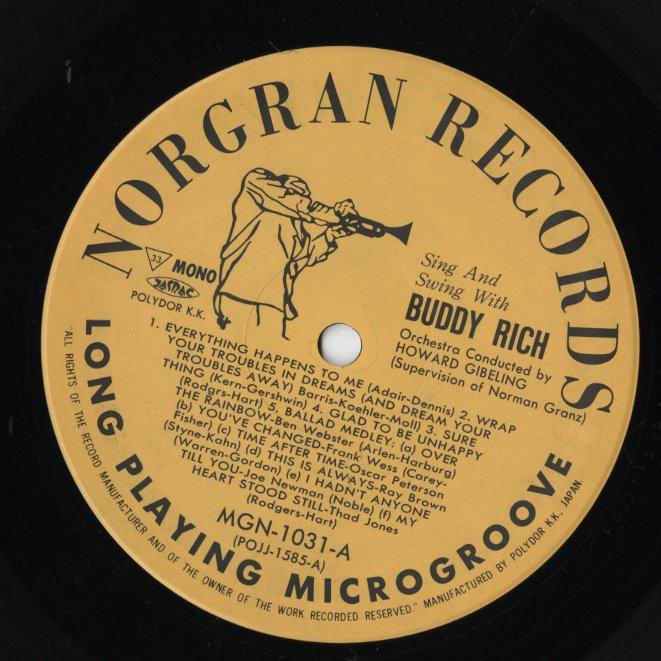 NORGRAN RECORDS
33
MONO
JASRAC
POLYDOR K.K.
Sing And
Swing With
BUDDY RICH
Orchestra Conducted by
HOWARD GIBELING
(Supervision of Norman Granz)
1. EVERYTHING HAPPENS TO ME (Adair-Dennis) 2. WRAP
YOUR TROUBLES IN DREAMS (AND DREAM YOUR
TROUBLES AWAY) Barris-Koehler-Moll) 3. SURE
THING (Kern-Gershwin) 4. GLAD TO BE UNHAPPY
(Rodgrs-Hart) 5. BALLAD MEDLEY: (a) OVER
THE RAINBOW-Ben Webster (Arlen-Harburg)
(b) YOU'VE CHANGED-Frank Wess (Carey-
Fisher) (c) TIME AFTER TIME-Oscar Peterson
(Styne-Kahn) (d) THIS IS ALWAYS-Ray Brown
(Warren-Gordon) (e) I HADN'T ANYONE
TILL YOU-Joe Newman (Noble) (f) MY
HEART STOOD STILL-Thad Jones
(Rodgers-Hart)
MGN-1031-A
(POJJ-1585-A)
LONG PLAYING MICROGROOVE
"ALL RIGHTS OF THE RECORD MANUFACTURER AND OF THE OWNER OF THE WORK RECORDED RESERVED." MANUFACTURED BY POLYDOR K.K., JAPAN